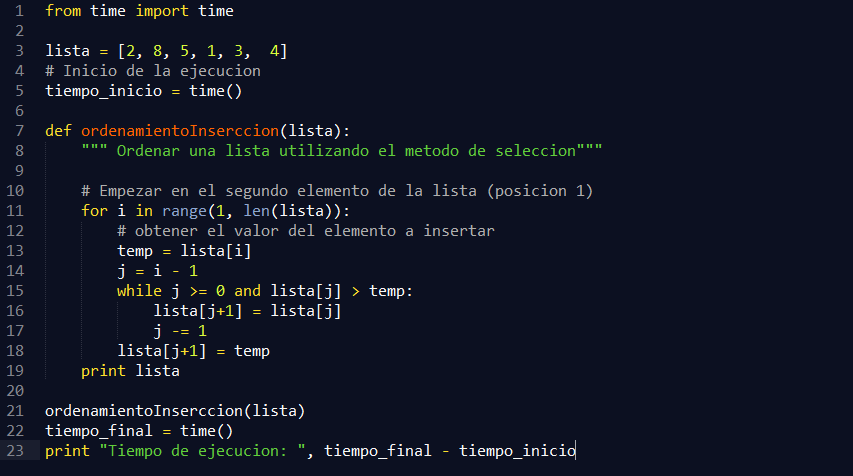 1 from time import time
2
3 lista = [2, 8, 5, 1, 3,  4]
4 # Inicio de la ejecucion
5 tiempo_inicio = time()
6
7 def ordenamientoInserccion(lista):
8     """ Ordenar una lista utilizando el metodo de seleccion"""
9
10     # Empezar en el segundo elemento de la lista (posicion 1)
11     for i in range(1, len(lista)):
12         # obtener el valor del elemento a insertar
13         temp = lista[i]
14         j = i - 1
15         while j >= 0 and lista[j] > temp:
16             lista[j+1] = lista[j]
17             j -= 1
18         lista[j+1] = temp
19     print lista
20
21 ordenamientoInserccion(lista)
22 tiempo_final = time()
23 print "Tiempo de ejecucion: ", tiempo_final - tiempo_inicio